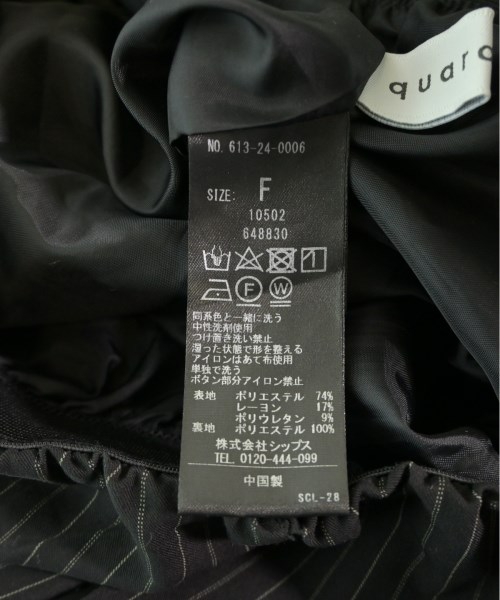 quar
NO. 613-24-0006
SIZE: F
10502
648830
F W
同系色と一緒に洗う
中性洗剤使用
つけ置き洗い禁止
湿った状態で形を整える
アイロンはあて布使用
単独で洗う
ボタン部分アイロン禁止
表地 ポリエステル 74%
レーヨン 17%
ポリウレタン 9%
裏地 ポリエステル 100%
株式会社シップス
TEL 0120-444-099
中国製
SCL-28